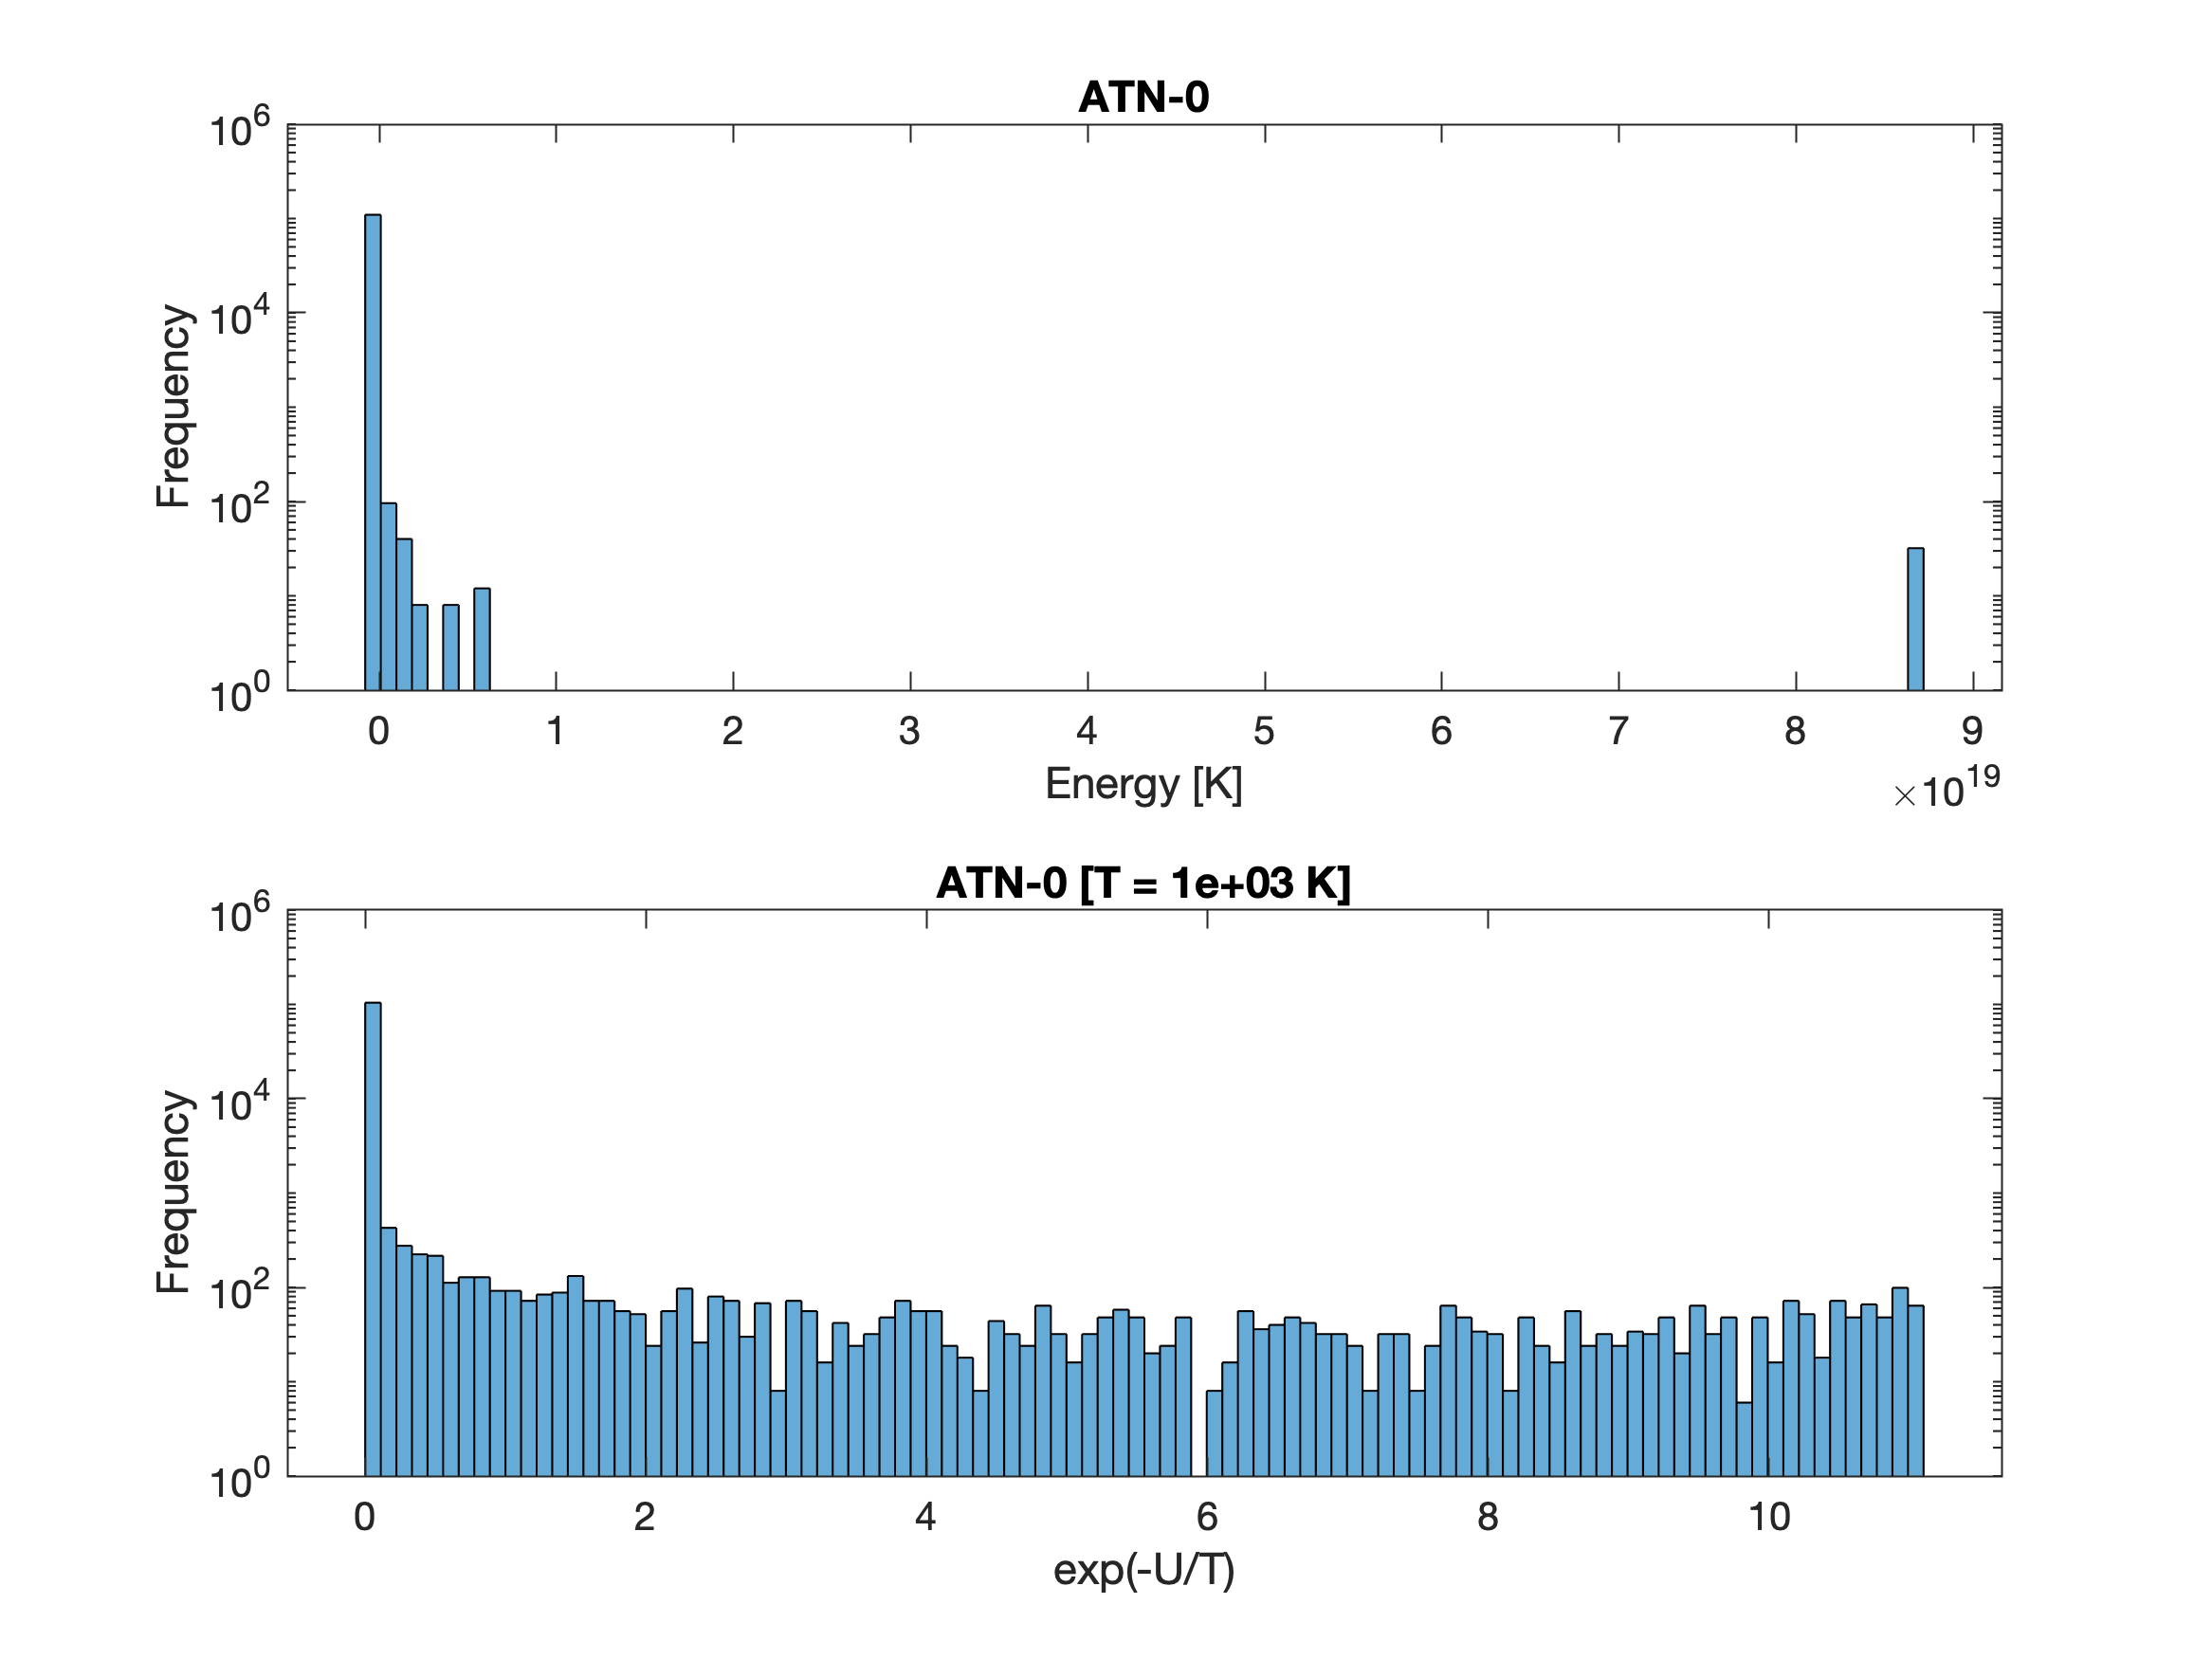 ATN-0
10^6
10^4
10^2
10^0
Frequency
0 1 2 3 4 5 6 7 8 9
Energy [K]
×10^19
ATN-0 [T = 1e+03 K]
10^6
10^4
10^2
10^0
Frequency
0 2 4 6 8 10
exp(-U/T)